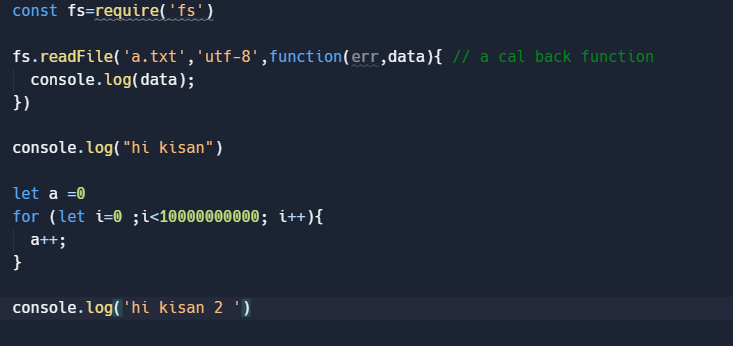 const fs=require('fs')
fs.readFile('a.txt','utf-8',function(err,data){ // a cal back function
console.log(data);
})
console.log("hi kisan")
let a =0
for (let i=0 ;i<10000000000; i++){
a++;
}
console.log('hi kisan 2 ')